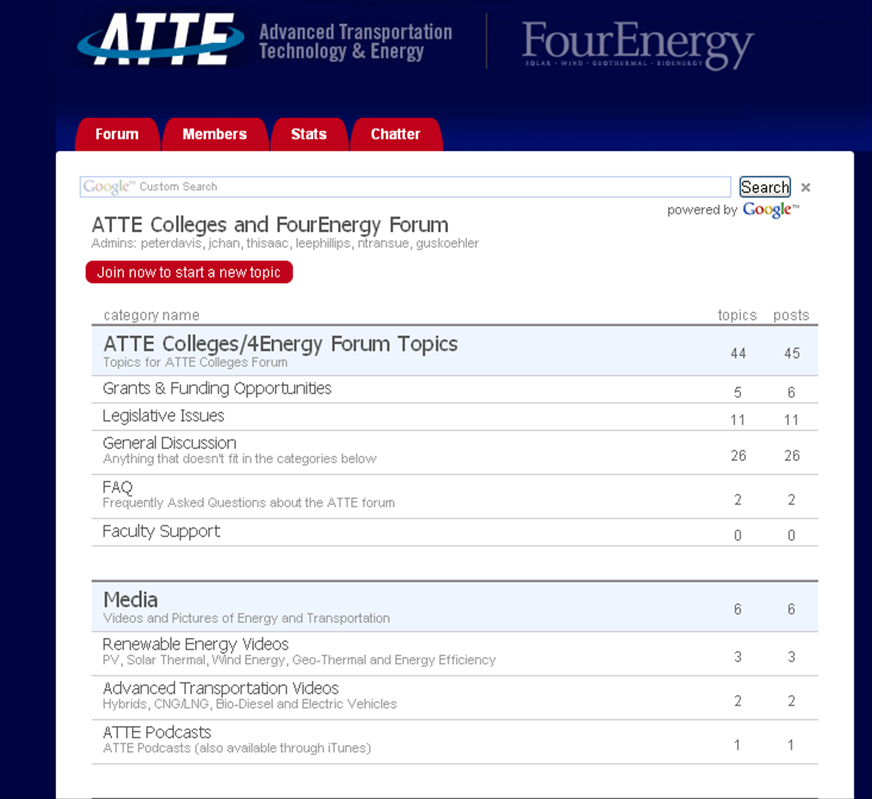 ATTE
Advanced Transportation
Technology & Energy
FourEnergy
SOLAR · WIND · GEOTHERMAL · BIOENERGY
Forum Members Stats Chatter
Google™ Custom Search Search ×
powered by Google™
ATTE Colleges and FourEnergy Forum
Admins: peterdavis, jchan, thisaac, leephillips, ntransue, guskoehler
Join now to start a new topic
category name topics posts
ATTE Colleges/4Energy Forum Topics 44 45
Topics for ATTE Colleges Forum
Grants & Funding Opportunities 5 6
Legislative Issues 11 11
General Discussion 26 26
Anything that doesn't fit in the categories below
FAQ 2 2
Frequently Asked Questions about the ATTE forum
Faculty Support 0 0
Media 6 6
Videos and Pictures of Energy and Transportation
Renewable Energy Videos 3 3
PV, Solar Thermal, Wind Energy, Geo-Thermal and Energy Efficiency
Advanced Transportation Videos 2 2
Hybrids, CNG/LNG, Bio-Diesel and Electric Vehicles
ATTE Podcasts 1 1
ATTE Podcasts (also available through iTunes)